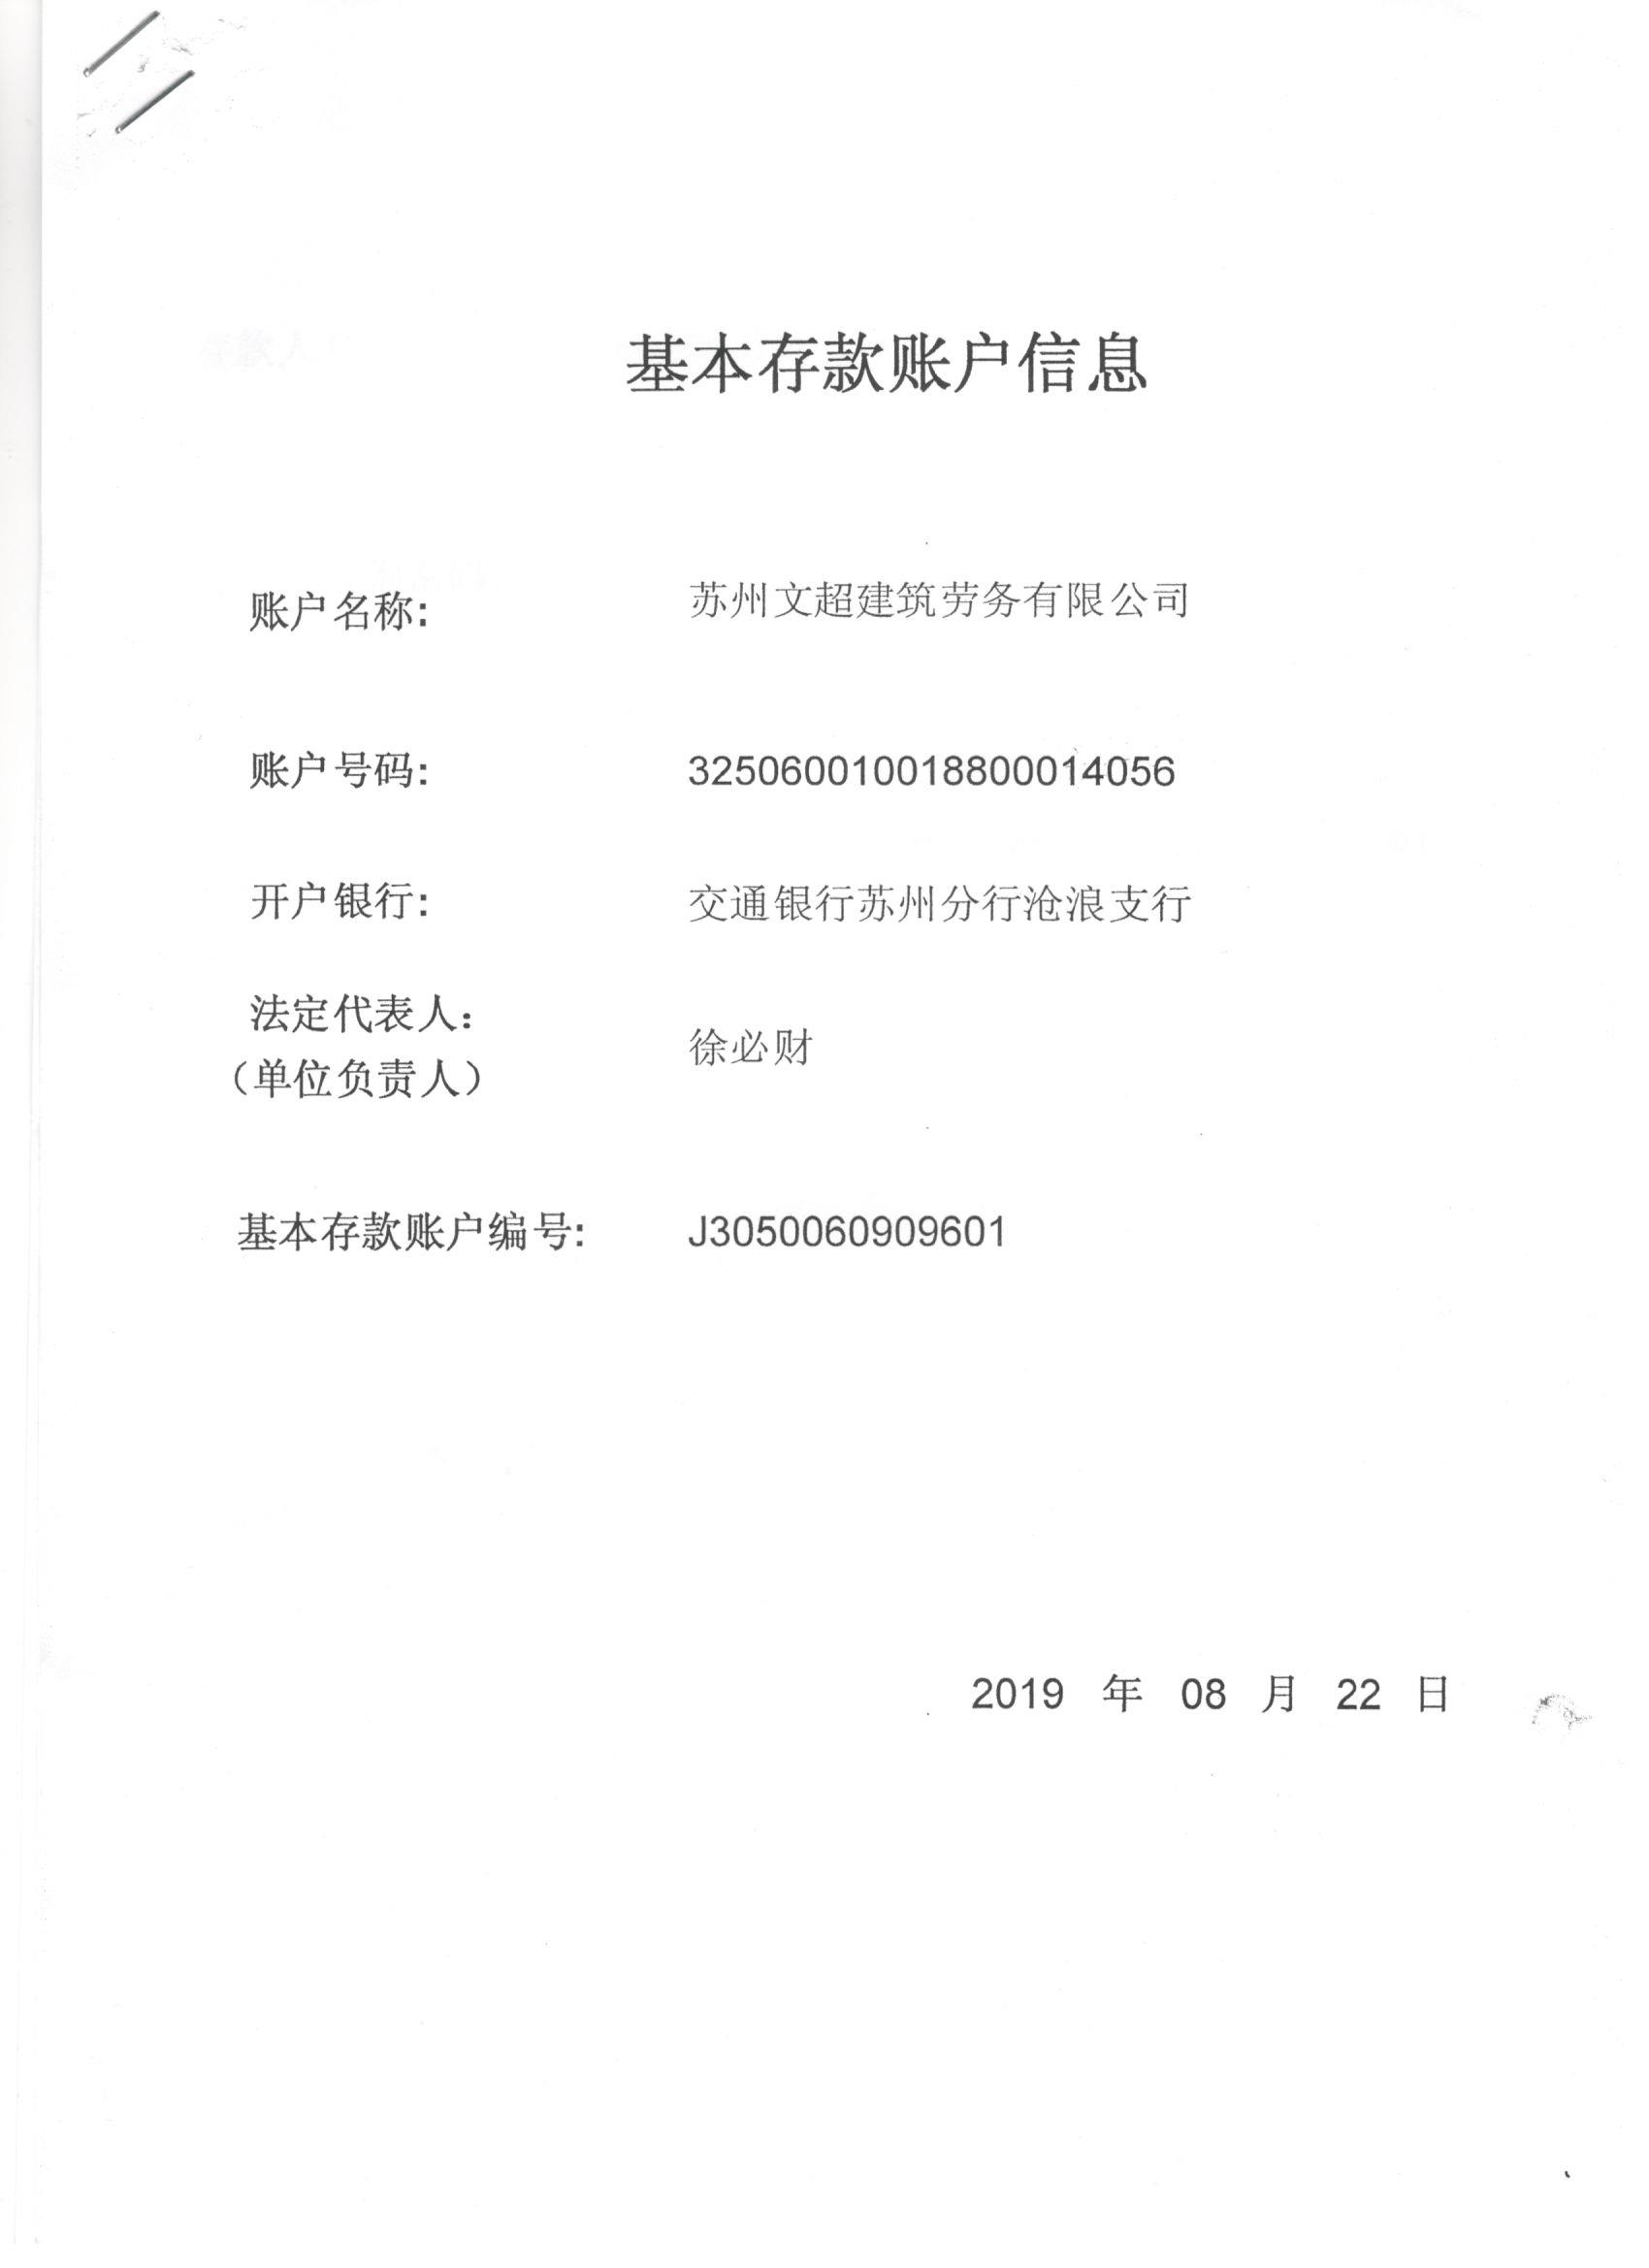 基本存款账户信息
账户名称: 苏州文超建筑劳务有限公司
账户号码: 325060010018800014056
开户银行: 交通银行苏州分行沧浪支行
法定代表人:
（单位负责人） 徐必财
基本存款账户编号: J3050060909601
2019 年 08 月 22 日